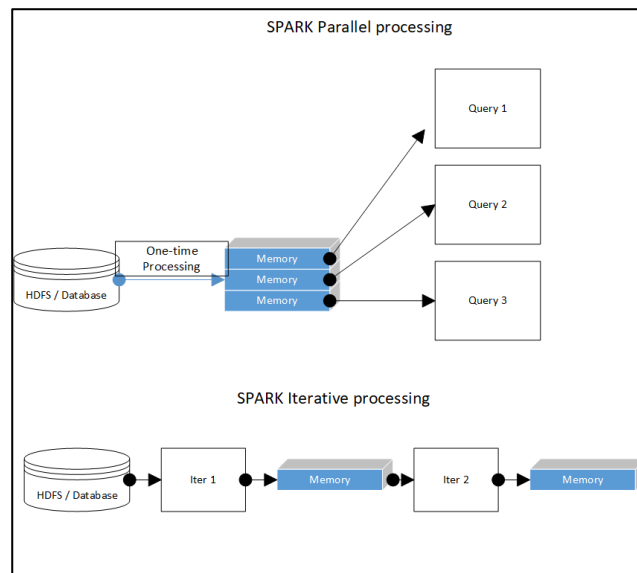 SPARK Parallel processing
Query 1
Query 2
One-time
Processing
Memory
Memory
Memory
HDFS / Database
Query 3
SPARK Iterative processing
HDFS / Database
Iter 1
Memory
Iter 2
Memory